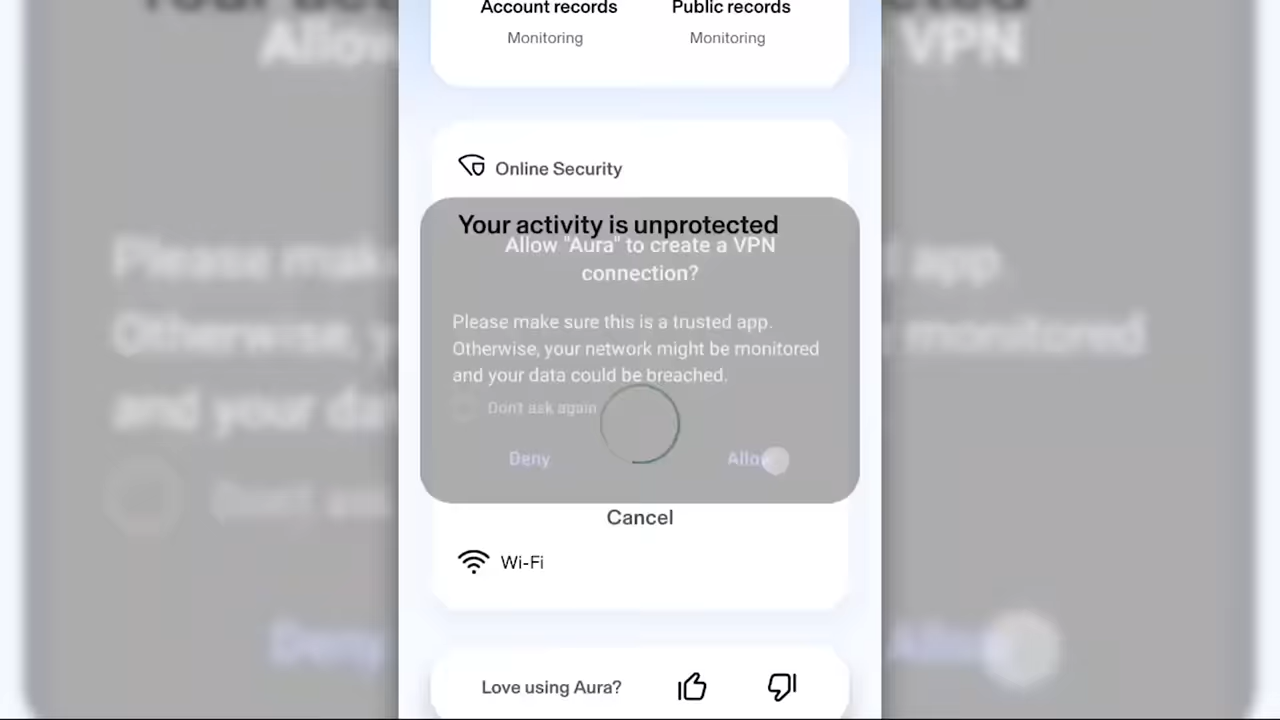 Account records Public records
Monitoring Monitoring
Online Security
Your activity is unprotected
Allow "Aura" to create a VPN
connection?
Please make sure this is a trusted app.
Otherwise, your network might be monitored
and your data could be breached.
Don't ask again
Deny Allow
Cancel
Wi-Fi
Love using Aura?